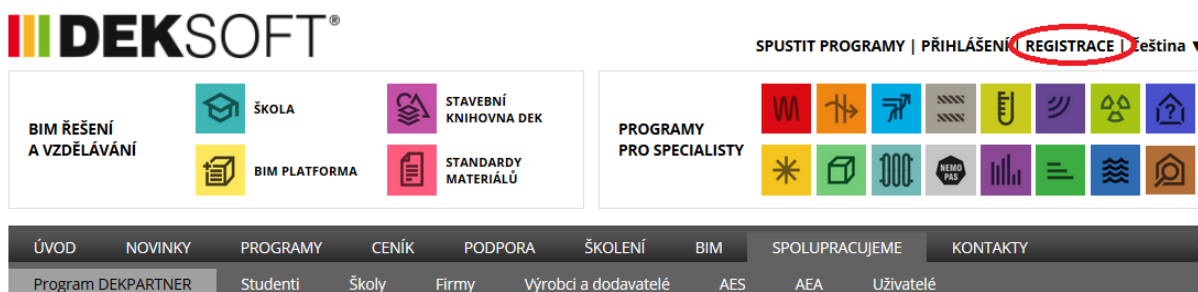 DEKSOFT®
SPUSTIT PROGRAMY | PŘIHLÁŠENÍ | REGISTRACE | Čeština ▼
BIM ŘEŠENÍ
A VZDĚLÁVÁNÍ
ŠKOLA
STAVEBNÍ
KNIHOVNA DEK
BIM PLATFORMA
STANDARDY
MATERIÁLŮ
PROGRAMY
PRO SPECIALISTY
NEMO
PAS
ÚVOD NOVINKY PROGRAMY CENÍK PODPORA ŠKOLENÍ BIM SPOLUPRACUJEME KONTAKTY
Program DEKPARTNER Studenti Školy Firmy Výrobci a dodavatelé AES AEA Uživatelé